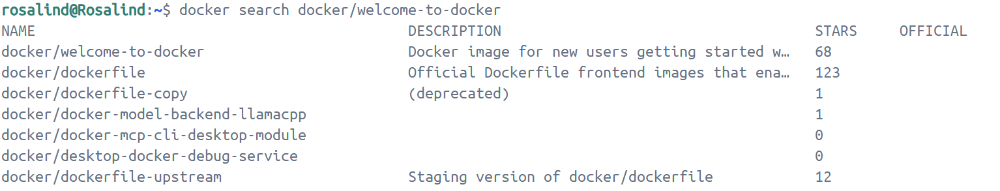 rosalind@Rosalind:~$ docker search docker/welcome-to-docker
NAME DESCRIPTION STARS OFFICIAL
docker/welcome-to-docker Docker image for new users getting started w… 68
docker/dockerfile Official Dockerfile frontend images that ena… 123
docker/dockerfile-copy (deprecated) 1
docker/docker-model-backend-llamacpp 1
docker/docker-mcp-cli-desktop-module 0
docker/desktop-docker-debug-service 0
docker/dockerfile-upstream Staging version of docker/dockerfile 12